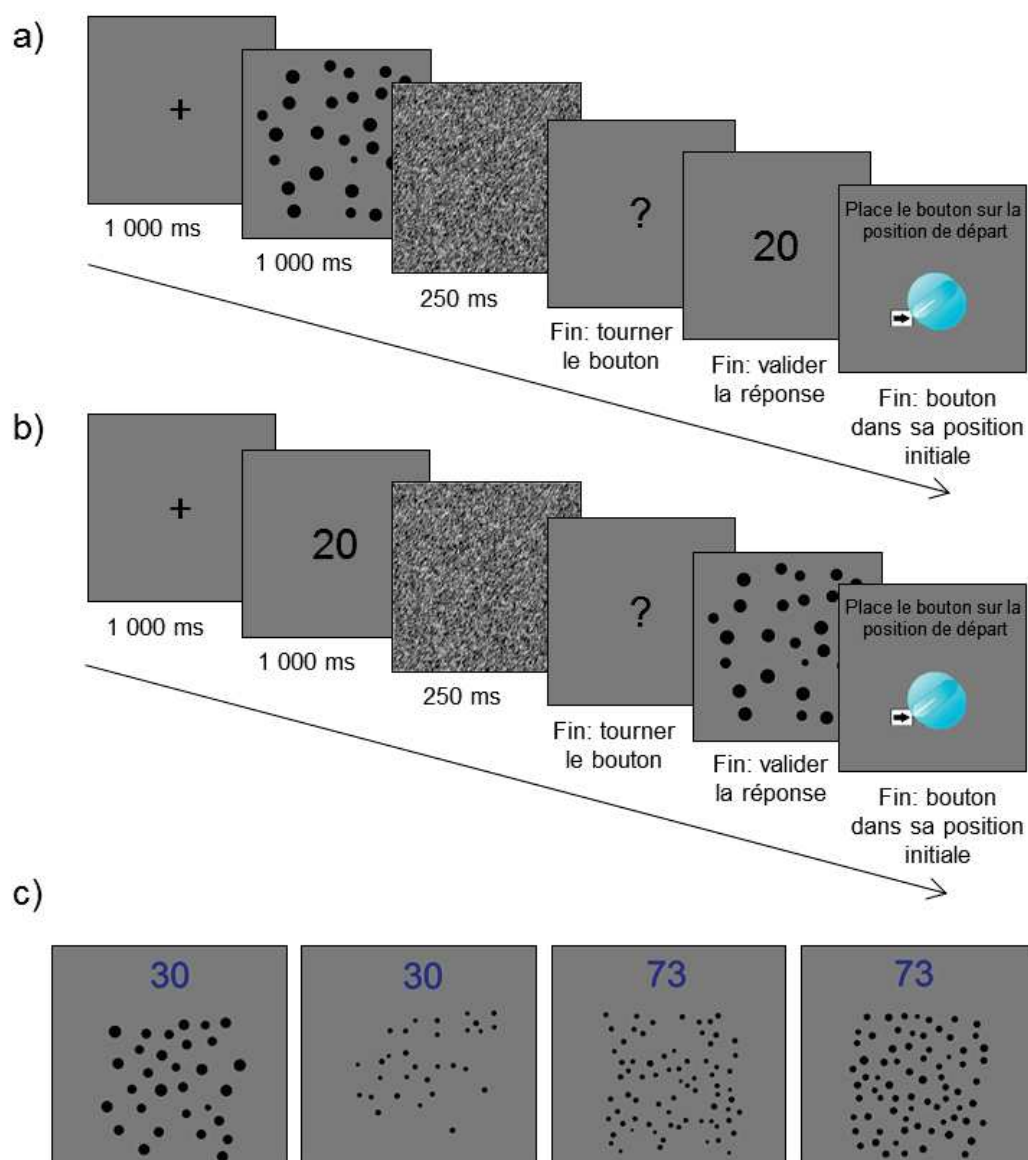 a)
+
1 000 ms
1 000 ms
250 ms
?
Fin: tourner
le bouton
20
Fin: valider
la réponse
Place le bouton sur la
position de départ
Fin: bouton
dans sa position
initiale
b)
+
1 000 ms
20
1 000 ms
250 ms
?
Fin: tourner
le bouton
Fin: valider
la réponse
Place le bouton sur la
position de départ
Fin: bouton
dans sa position
initiale
c)
30
30
73
73